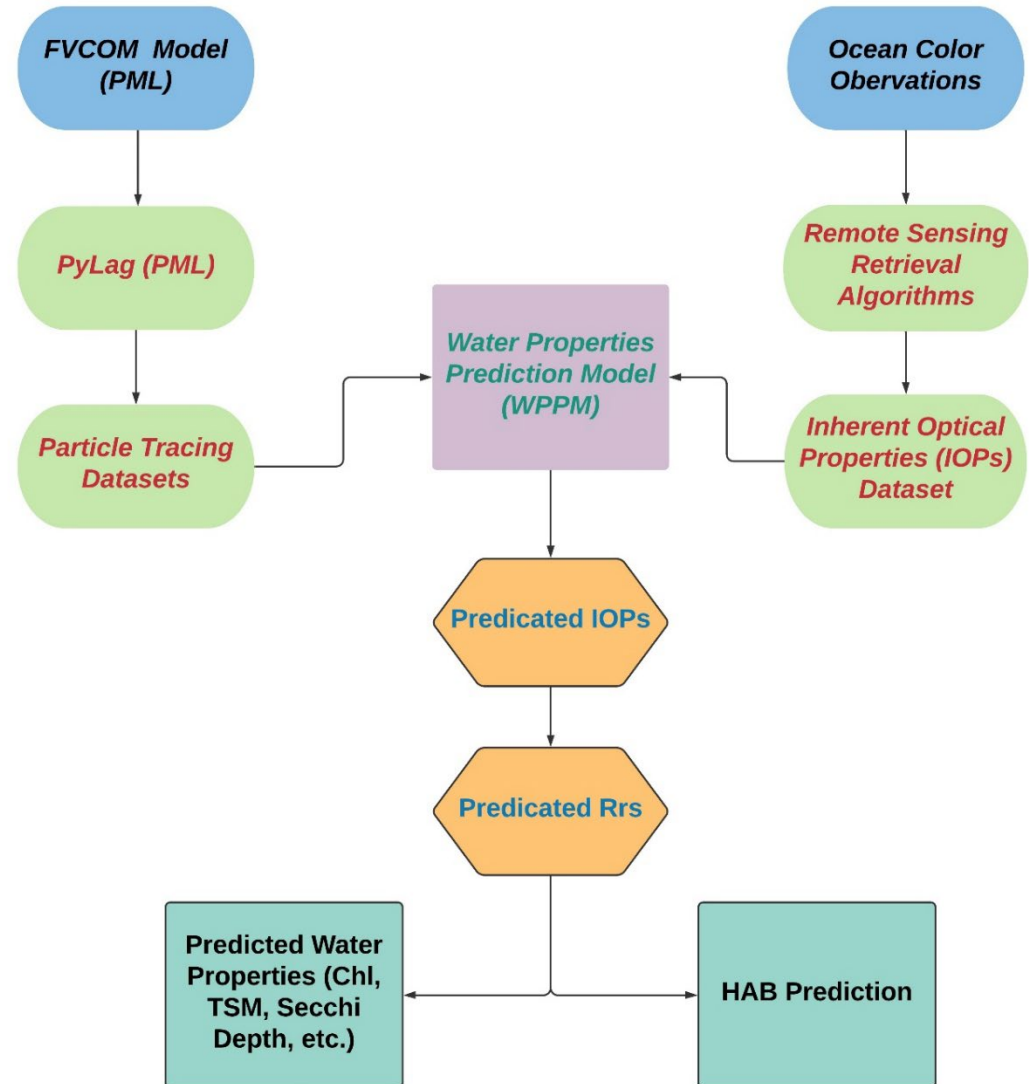 FVCOM Model
(PML)
Ocean Color
Obervations
PyLag (PML)
Remote Sensing
Retrieval
Algorithms
Water Properties
Prediction Model
(WPPM)
Particle Tracing
Datasets
Inherent Optical
Properties (IOPs)
Dataset
Predicated IOPs
Predicated Rrs
Predicted Water
Properties (Chl,
TSM, Secchi
Depth, etc.)
HAB Prediction